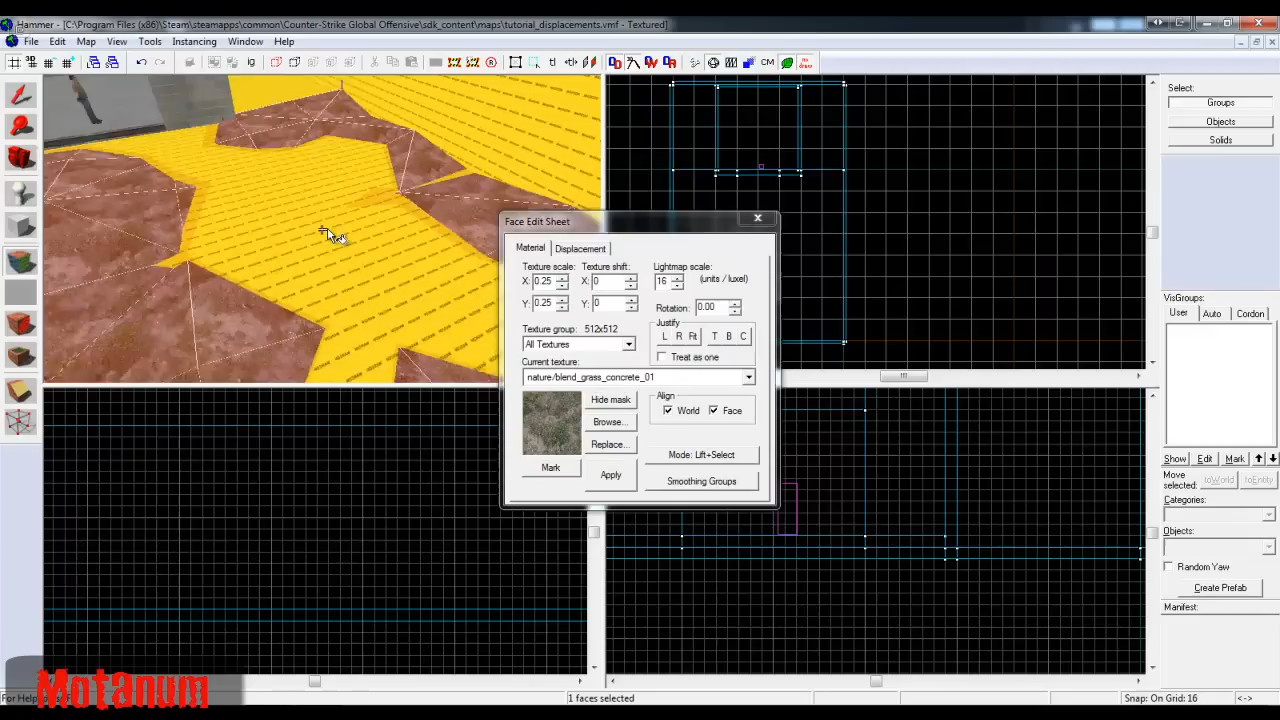 Hammer - [C:\Program Files (x86)\Steam\steamapps\common\Counter-Strike Global Offensive\sdk_content\maps\tutorial_displacements.vmf - Textured]
File Edit Map View Tools Instancing Window Help
Select:
Groups
Objects
Solids
Face Edit Sheet
Material Displacement
Texture scale: Texture shift: Lightmap scale:
X: 0.25 X: 0 16 (units / luxel)
Y: 0.25 Y: 0 Rotation: 0.00
Texture group: 512x512 Justify
All Textures L R Fit T B C
Current texture: Treat as one
nature/blend_grass_concrete_01
Hide mask Align
World Face
Browse...
Replace...
Mode: Lift+Select
Mark Apply
Smoothing Groups
VisGroups:
User Auto Cordon
Show Edit Mark
Move selected: toWorld toEntity
Categories:
Objects:
Random Yaw
Create Prefab
Manifest:
Motanum
For Help
1 faces selected
Snap: On Grid: 16 <->